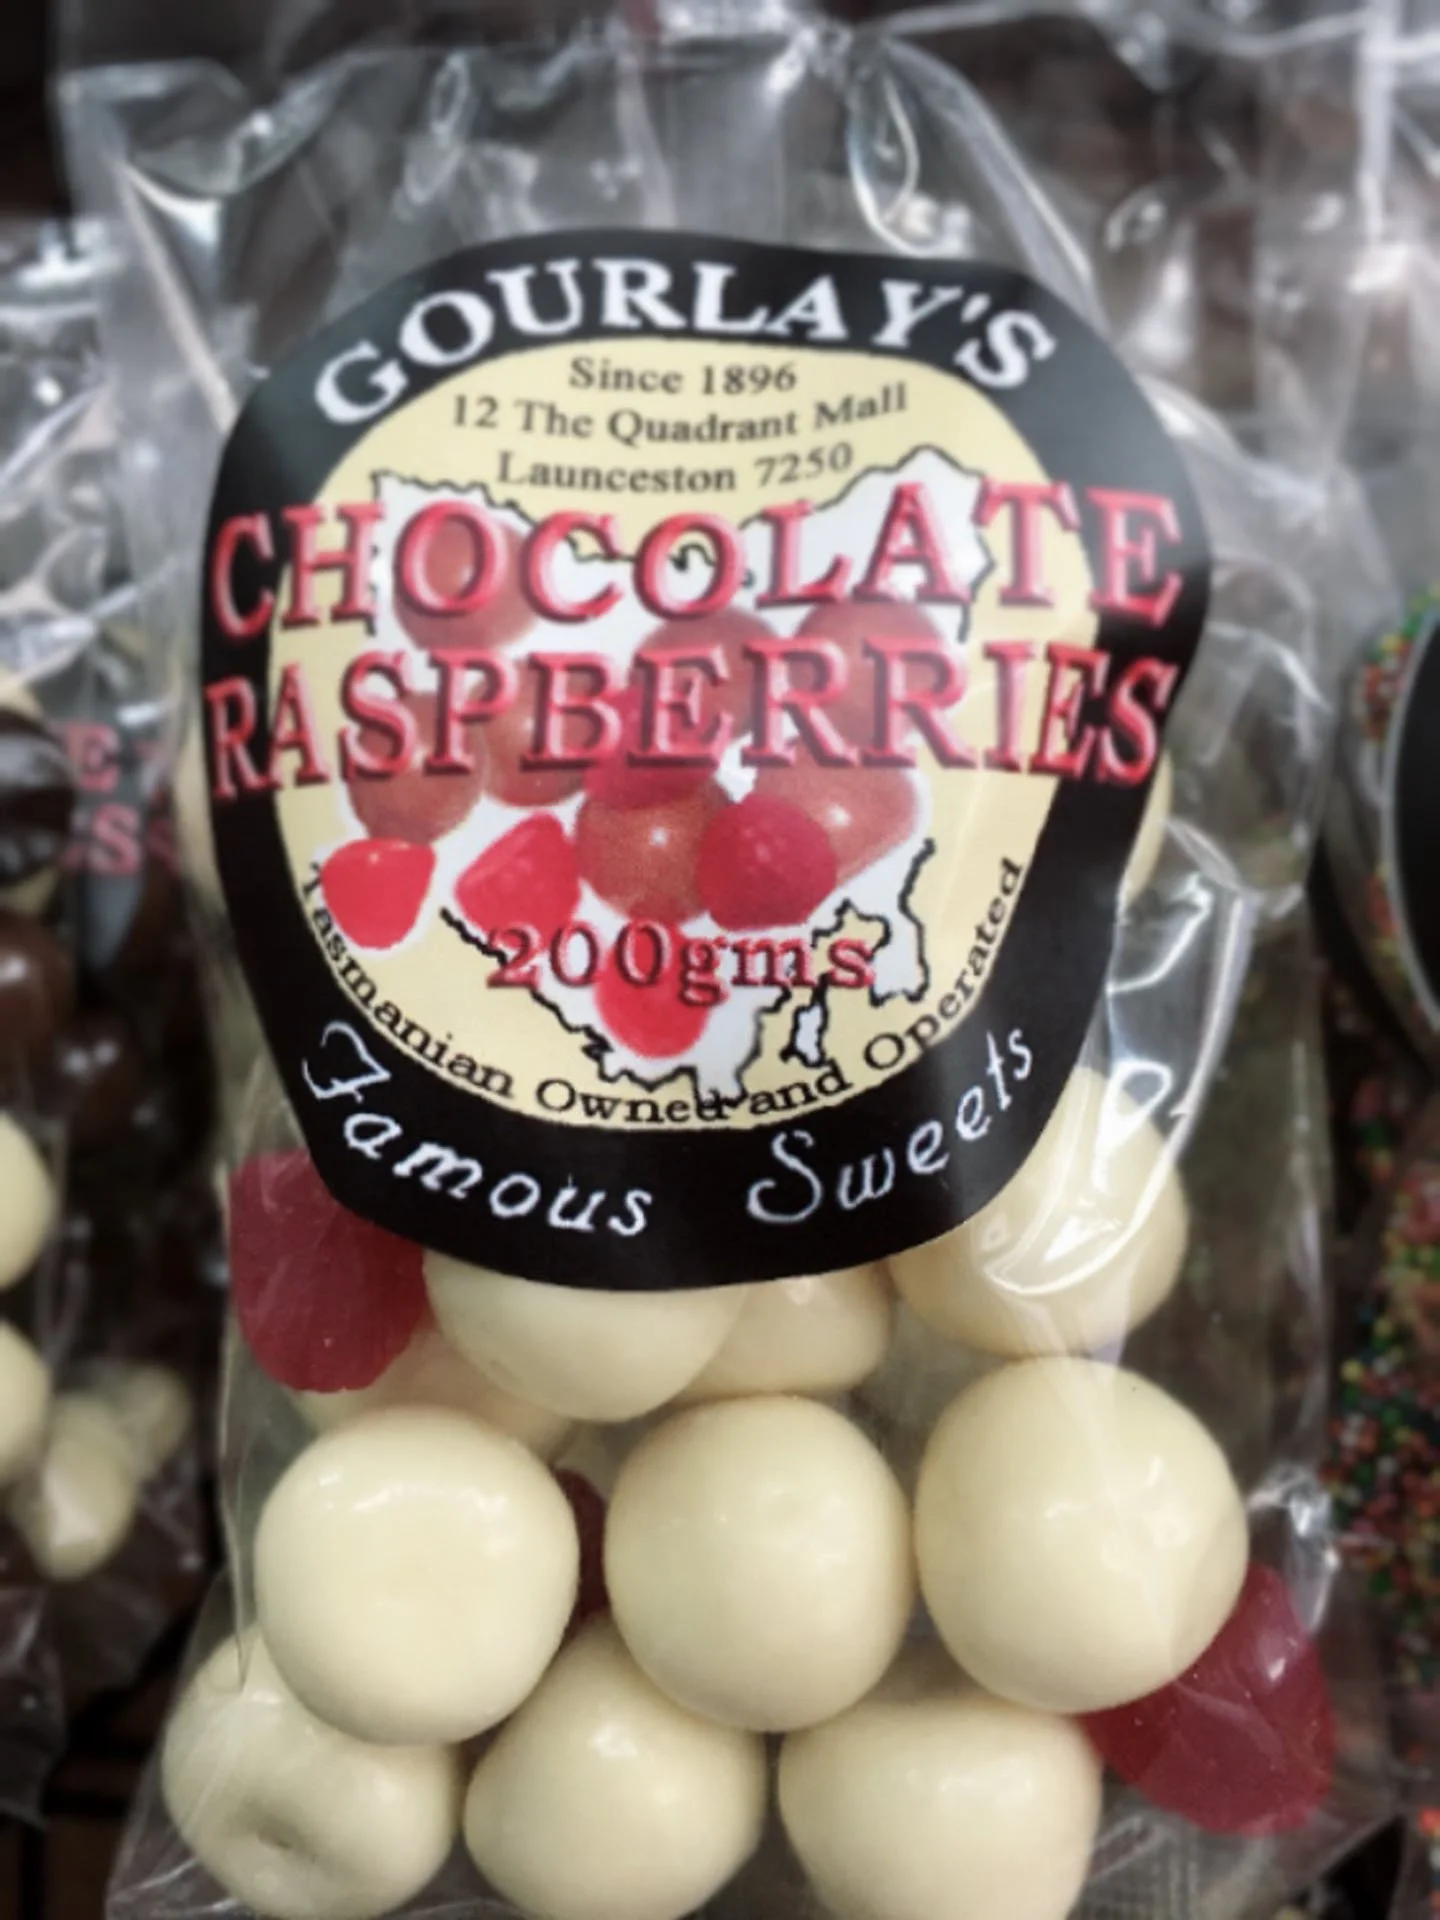 GOURLAY'S
Since 1896
12 The Quadrant Mall
Launceston 7250
CHOCOLATE
RASPBERRIES
200gms
Tasmanian Owned and Operated
Famous Sweets